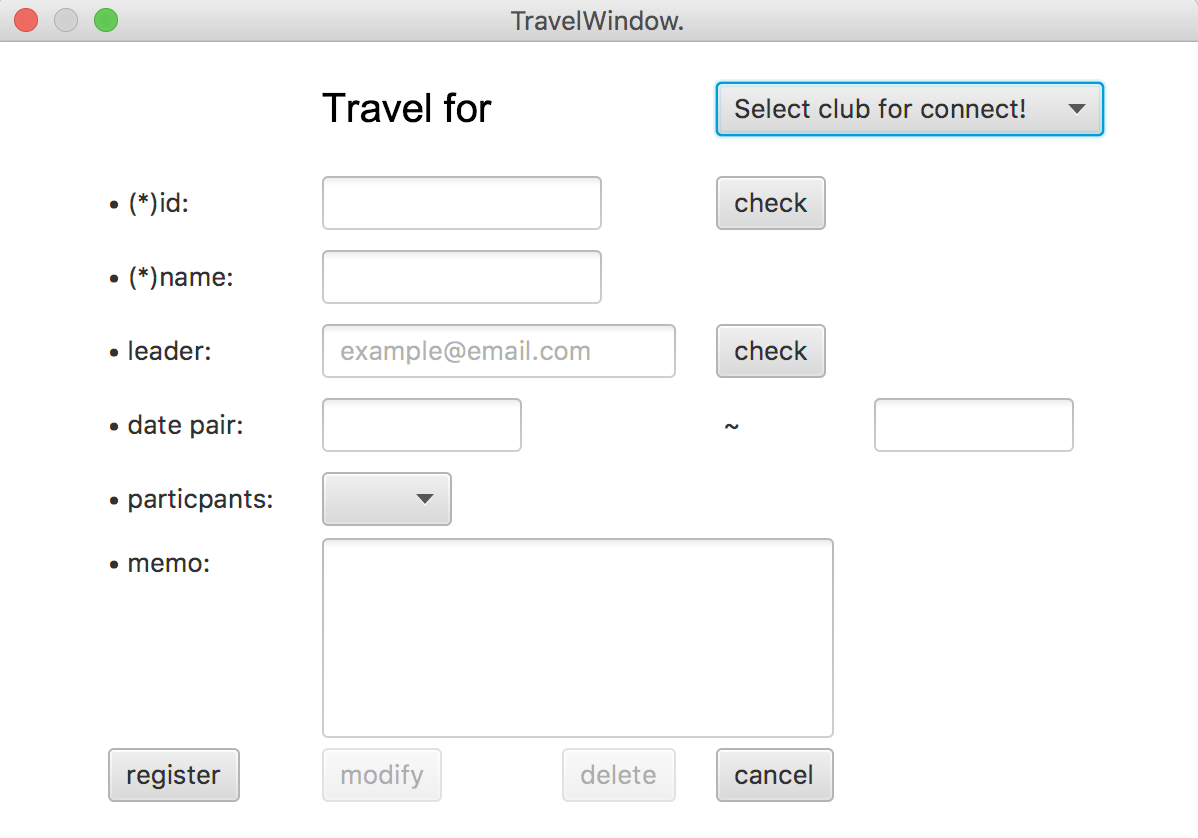 TravelWindow.
Travel for Select club for connect!
• (*)id: check
• (*)name:
• leader: example@email.com check
• date pair: ~
• particpants:
• memo:
register modify delete cancel